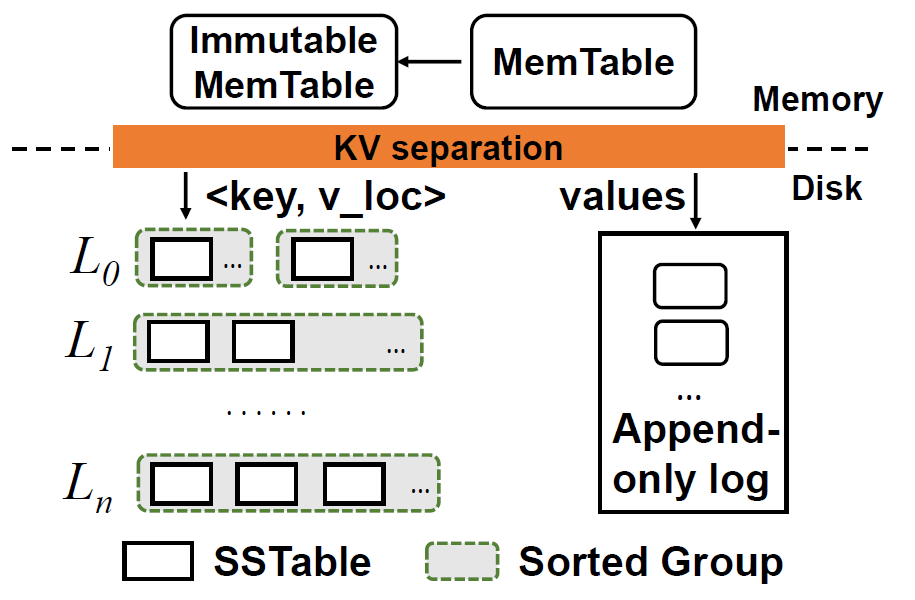 Immutable
MemTable
MemTable
Memory
KV separation
Disk
<key, v_loc>
values
L0
...
...
L1
...
......
Ln
...
...
Append-
only log
SSTable
Sorted Group